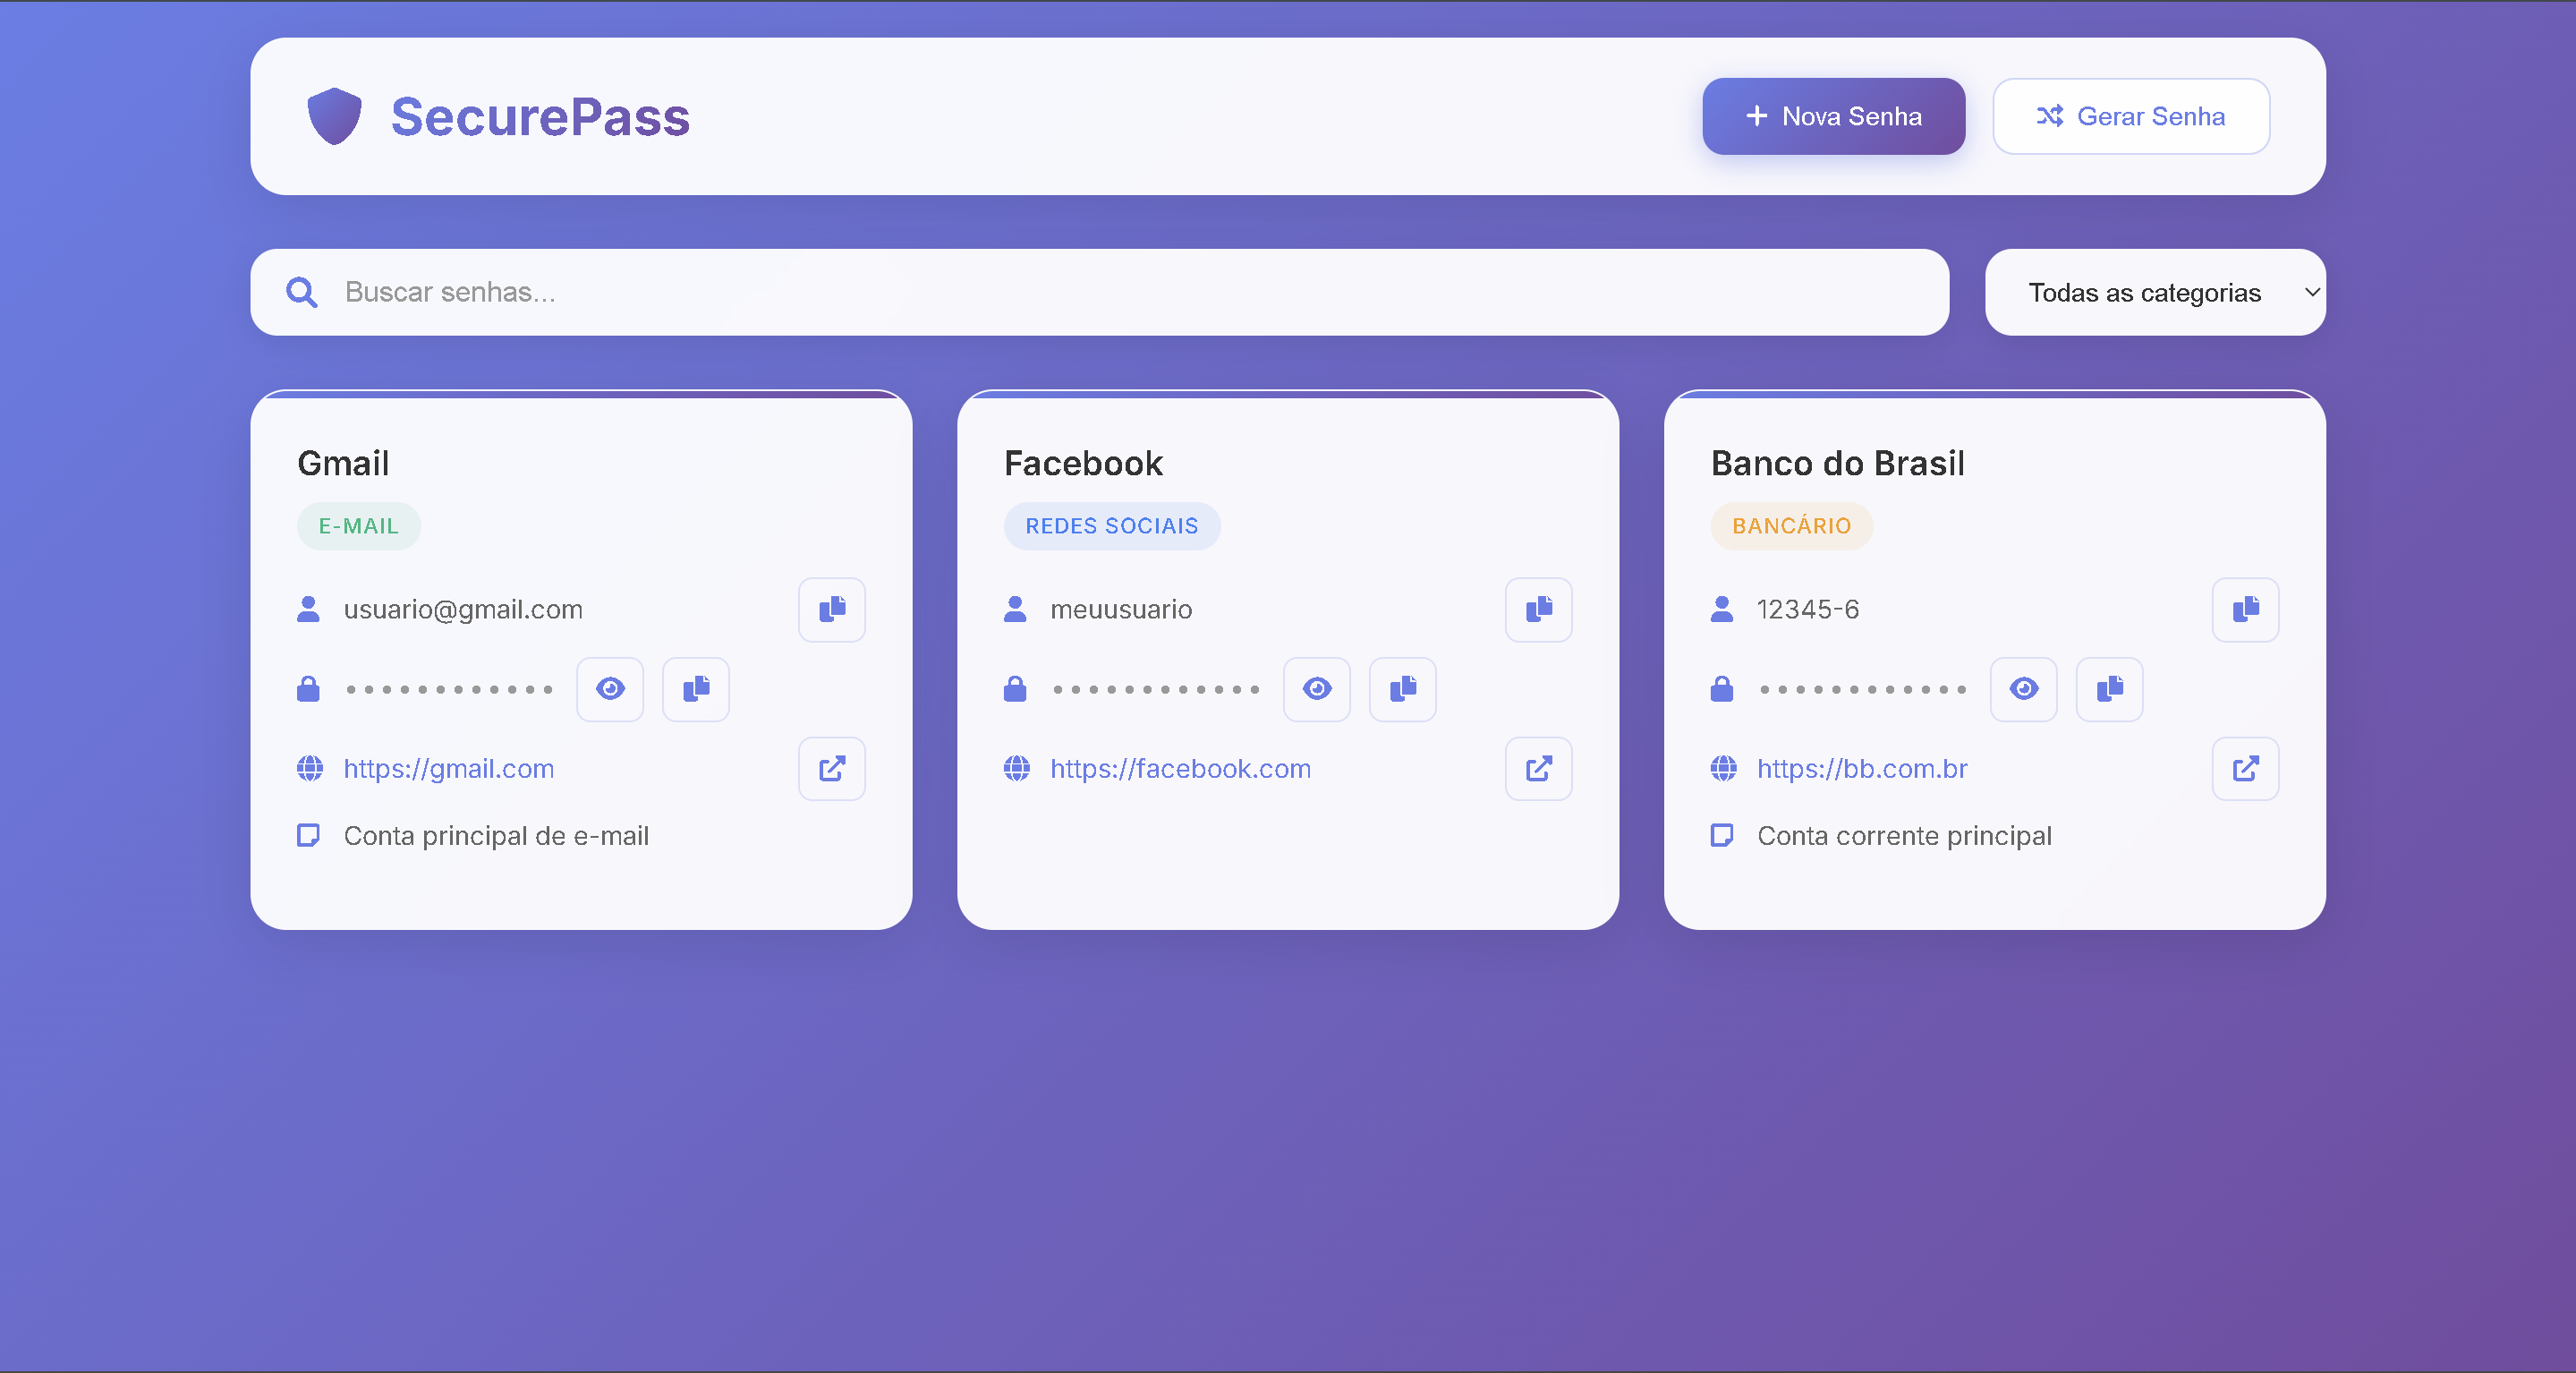 SecurePass
Nova Senha
Gerar Senha
Buscar senhas...
Todas as categorias
Gmail
E-MAIL
usuario@gmail.com
••••••••••••
https://gmail.com
Conta principal de e-mail
Facebook
REDES SOCIAIS
meuusuario
••••••••••••
https://facebook.com
Banco do Brasil
BANCÁRIO
12345-6
••••••••••••
https://bb.com.br
Conta corrente principal